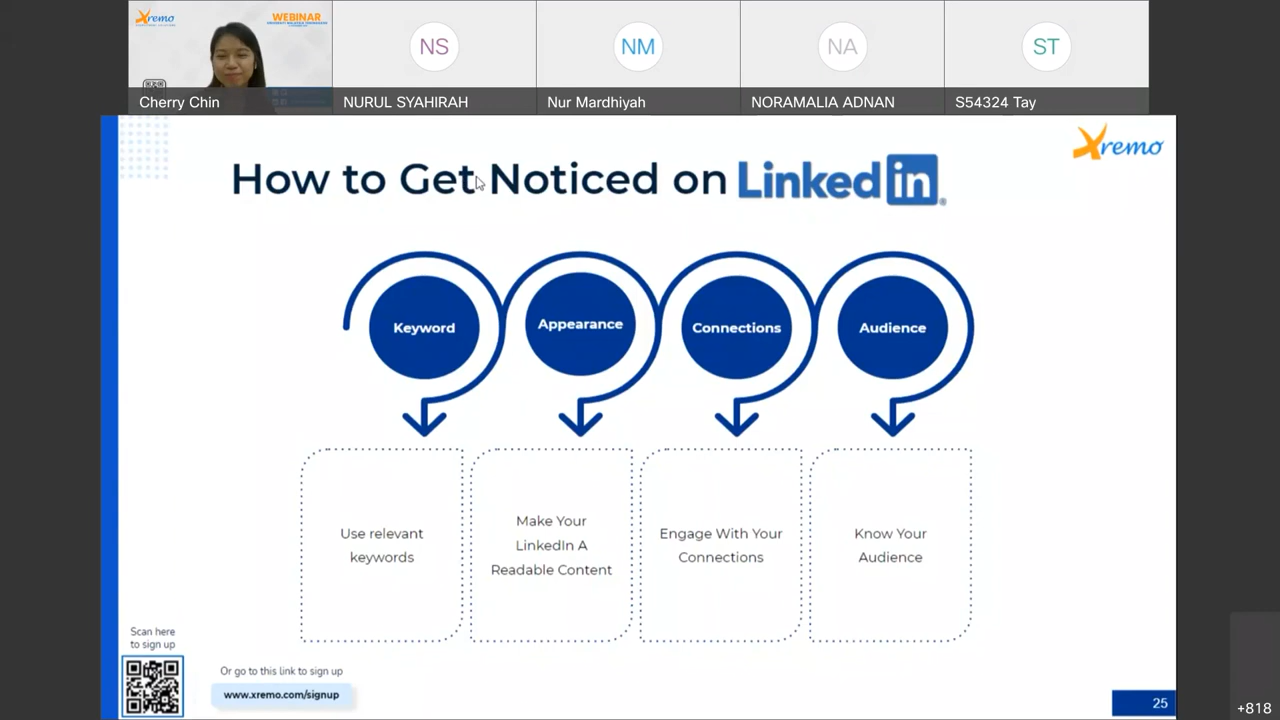 Xremo
WEBINAR
Cherry Chin
NS
NURUL SYAHIRAH
NM
Nur Mardhiyah
NA
NORAMALIA ADNAN
ST
S54324 Tay
Xremo
How to Get Noticed on Linked in
Keyword
Appearance
Connections
Audience
Use relevant
keywords
Make Your
LinkedIn A
Readable Content
Engage With Your
Connections
Know Your
Audience
Scan here
to sign up
Or go to this link to sign up
www.xremo.com/signup
25
+818